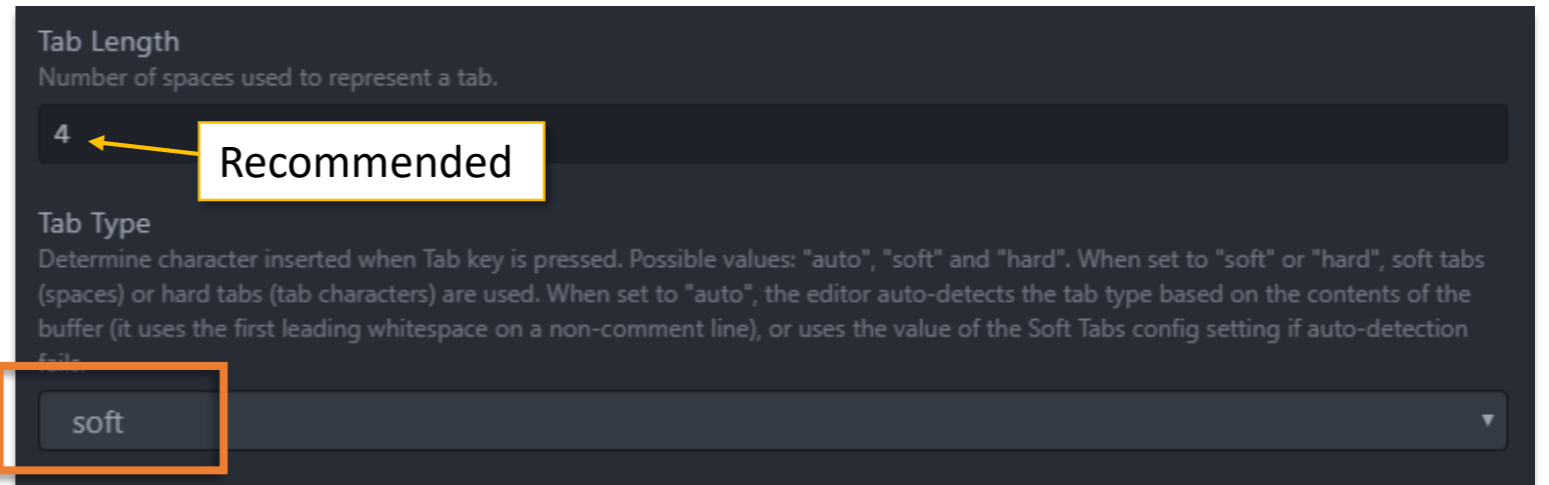 Tab Length
Number of spaces used to represent a tab.
4
Recommended
Tab Type
Determine character inserted when Tab key is pressed. Possible values: "auto", "soft" and "hard". When set to "soft" or "hard", soft tabs
(spaces) or hard tabs (tab characters) are used. When set to "auto", the editor auto-detects the tab type based on the contents of the
buffer (it uses the first leading whitespace on a non-comment line), or uses the value of the Soft Tabs config setting if auto-detection
fails.
soft